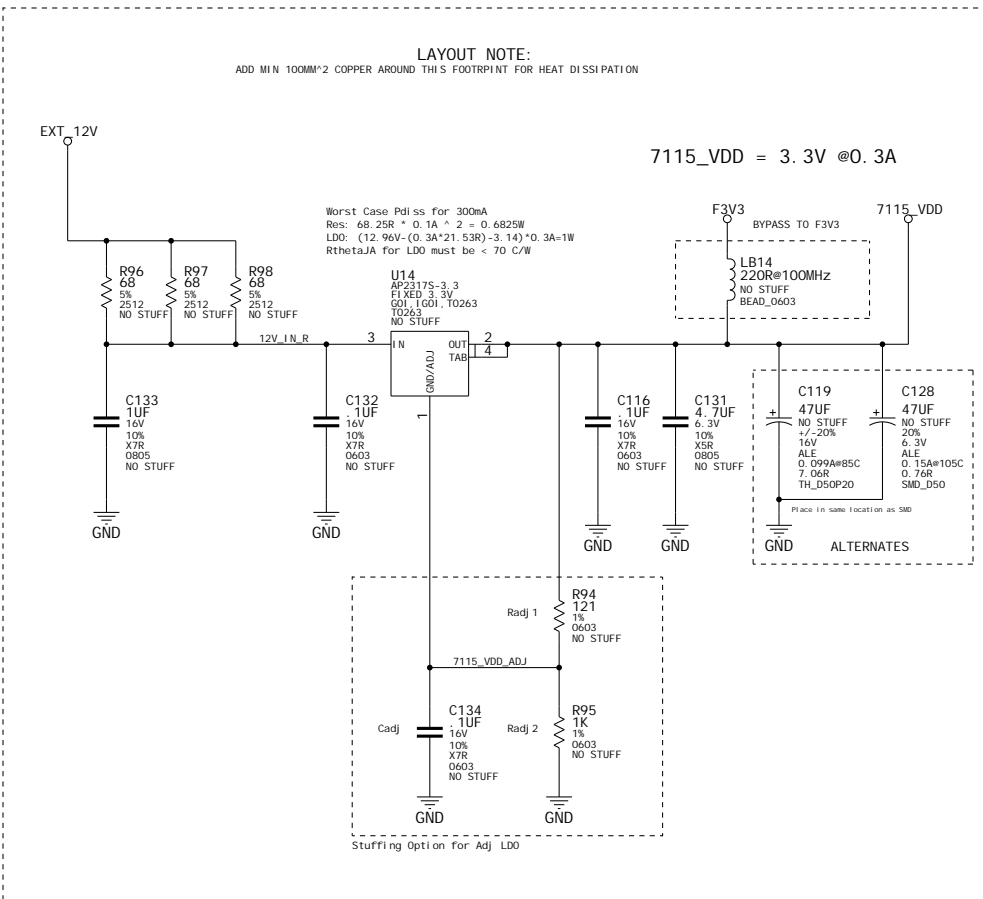 LAYOUT NOTE:
ADD MIN 100MM^2 COPPER AROUND THIS FOOTRPINT FOR HEAT DISSIPATION
EXT_12V
7115_VDD = 3.3V @0.3A
Worst Case Pdiss for 300mA
Res: 68.25R * 0.1A ^ 2 = 0.6825W
LDO: (12.96V-(0.3A*21.53R)-3.14)*0.3A=1W
RthetaJA for LDO must be < 70 C/W
F3V3
7115_VDD
BYPASS TO F3V3
LB14
220R@100MHz
NO STUFF
BEAD_0603
R96
68
5%
2512
NO STUFF
R97
68
5%
2512
NO STUFF
R98
68
5%
2512
NO STUFF
U14
AP2317S-3.3
FIXED 3.3V
GOI,IGOI,TO263
TO263
NO STUFF
12V_IN_R
3
IN
OUT
2
TAB
4
GND/ADJ
1
C133
1UF
16V
10%
X7R
0805
NO STUFF
GND
C132
.1UF
16V
10%
X7R
0603
NO STUFF
GND
C116
.1UF
16V
10%
X7R
0603
NO STUFF
GND
C131
4.7UF
6.3V
10%
X5R
0805
NO STUFF
GND
C119
47UF
NO STUFF
+/-20%
16V
ALE
0.099A@85C
7.06R
TH_D50P20
C128
47UF
NO STUFF
20%
6.3V
ALE
0.15A@105C
0.76R
SMD_D50
+
+
Place in same location as SMD
GND
ALTERNATES
Radj1
R94
121
1%
0603
NO STUFF
7115_VDD_ADJ
Cadj
C134
.1UF
16V
10%
X7R
0603
NO STUFF
GND
Radj2
R95
1K
1%
0603
NO STUFF
GND
Stuffing Option for Adj LDO